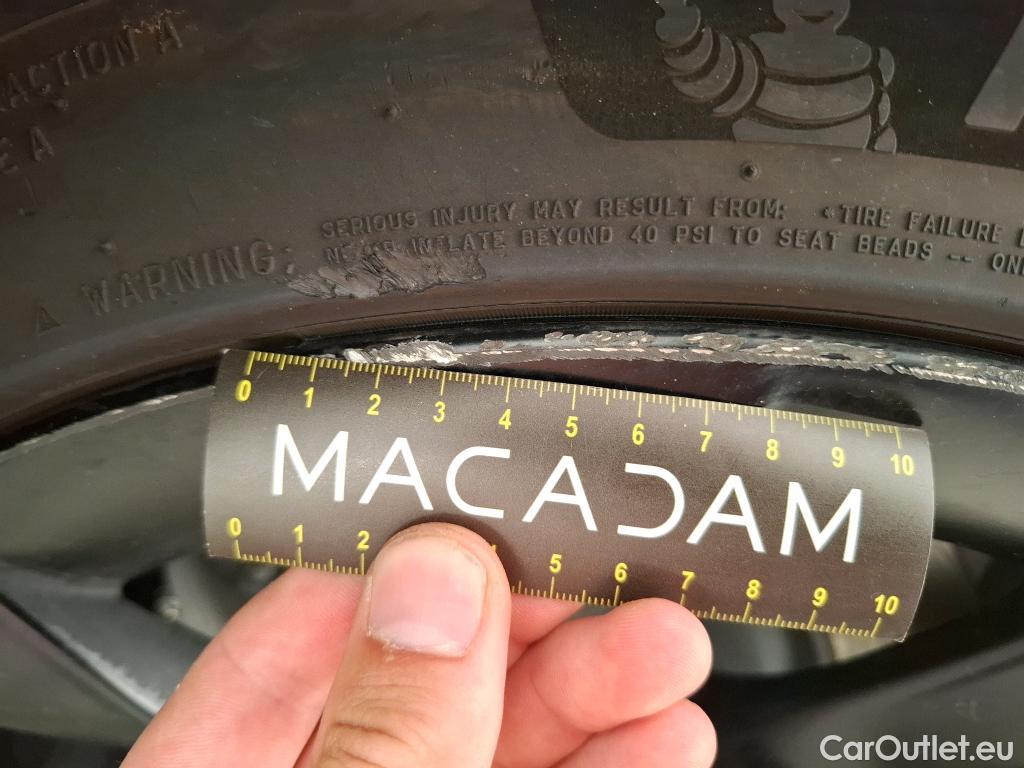 ACTION A
E A
SERIOUS INJURY MAY RESULT FROM: •TIRE FAILURE
⚠ WARNING: INFLATE BEYOND 40 PSI TO SEAT BEADS -- ON
0 1 2 3 4 5 6 7 8 9 10
MACADAM
0 1 2 5 6 7 8 9 10
CarOutlet.eu